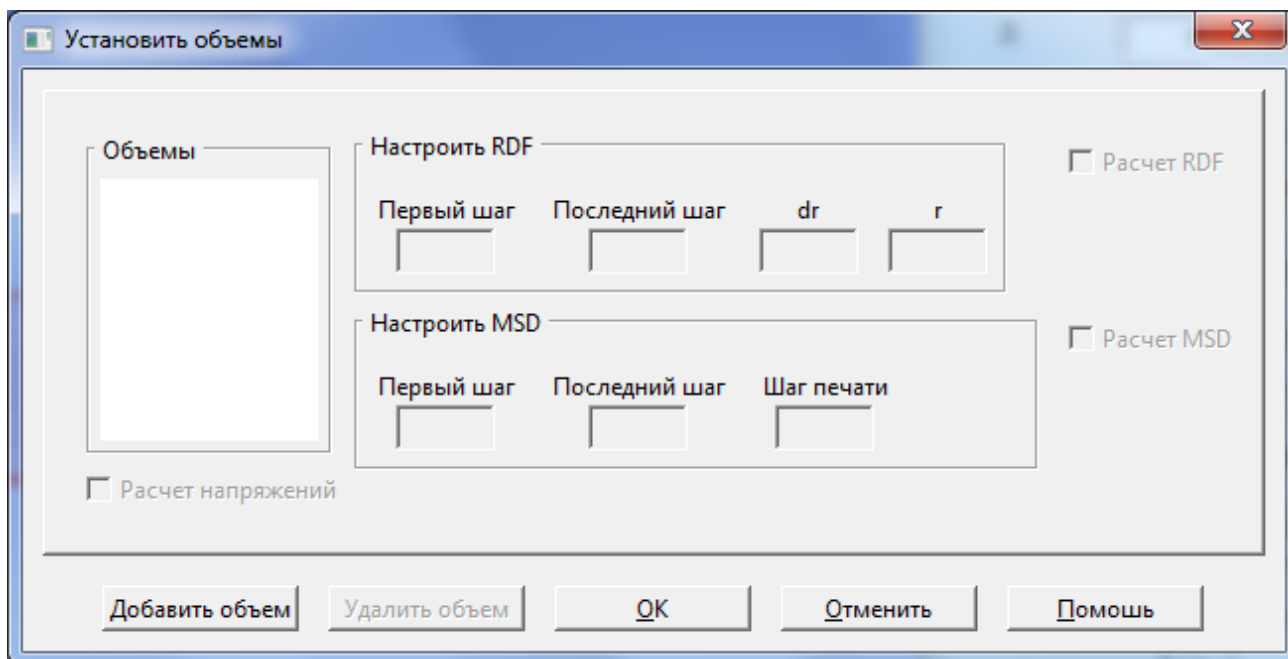 Установить объемы
Объемы
Настроить RDF
Расчет RDF
Первый шаг Последний шаг dr r
Настроить MSD
Расчет MSD
Первый шаг Последний шаг Шаг печати
Расчет напряжений
Добавить объем Удалить объем OK Отменить Помошь